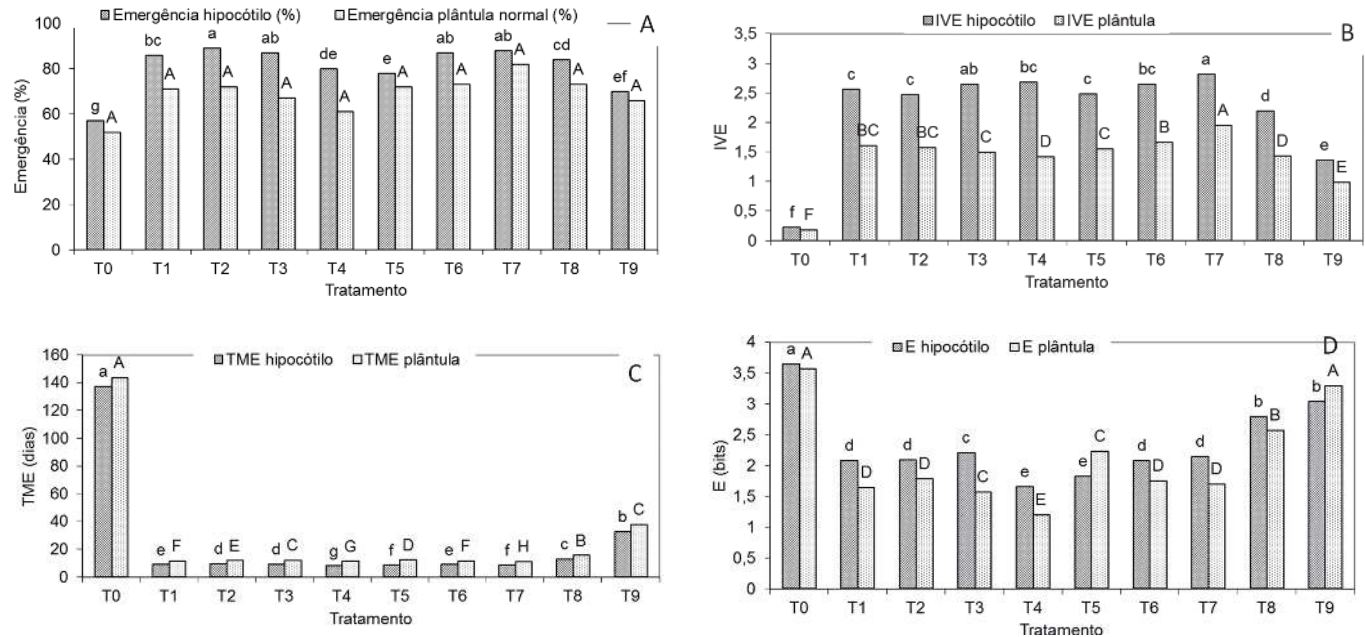 Emergência hipocótilo (%) Emergência plântula normal (%) A
100
80
60
40
20
0
Emergência (%)
g A bc A a A ab A de A e A ab A ab A cd A ef A
T0 T1 T2 T3 T4 T5 T6 T7 T8 T9
Tratamento
IVE hipocótilo IVE plântula B
3,5
3
2,5
2
1,5
1
0,5
0
IVE
f F c BC c BC ab C bc D c C bc B a A d D e E
T0 T1 T2 T3 T4 T5 T6 T7 T8 T9
Tratamento
TME hipocótilo TME plântula C
160
140
120
100
80
60
40
20
0
TME (dias)
a A e F d E d C g G f D e F f H c B b C
T0 T1 T2 T3 T4 T5 T6 T7 T8 T9
Tratamento
E hipocótilo E plântula D
4
3,5
3
2,5
2
1,5
1
0,5
0
E (bits)
a A d D d D c C e E e C d D d D b B b A
T0 T1 T2 T3 T4 T5 T6 T7 T8 T9
Tratamento